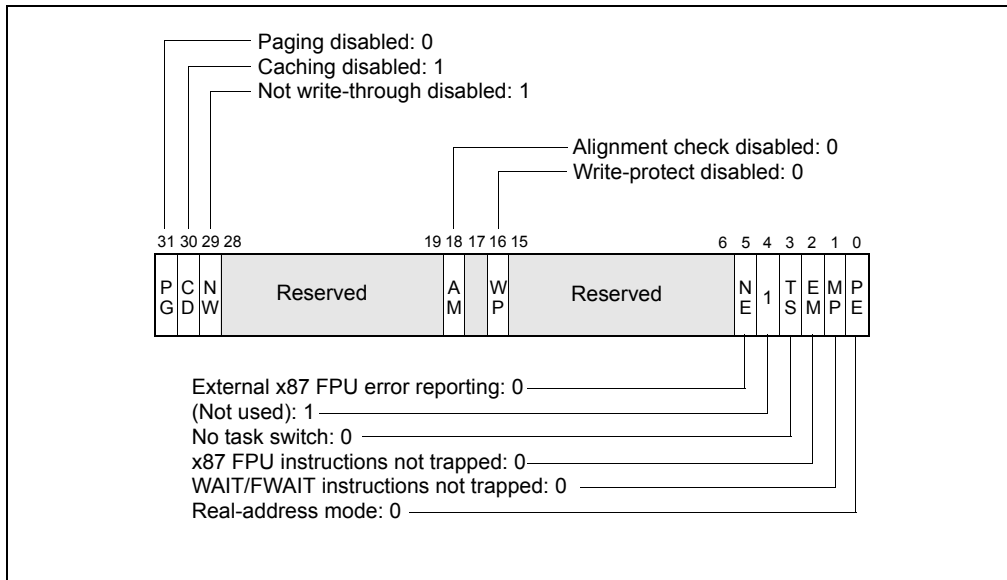 Paging disabled: 0
Caching disabled: 1
Not write-through disabled: 1
Alignment check disabled: 0
Write-protect disabled: 0
31 30 29 28 19 18 17 16 15 6 5 4 3 2 1 0
P C N Reserved A W Reserved N 1 T E M P
G D W M P E S M P E
External x87 FPU error reporting: 0
(Not used): 1
No task switch: 0
x87 FPU instructions not trapped: 0
WAIT/FWAIT instructions not trapped: 0
Real-address mode: 0